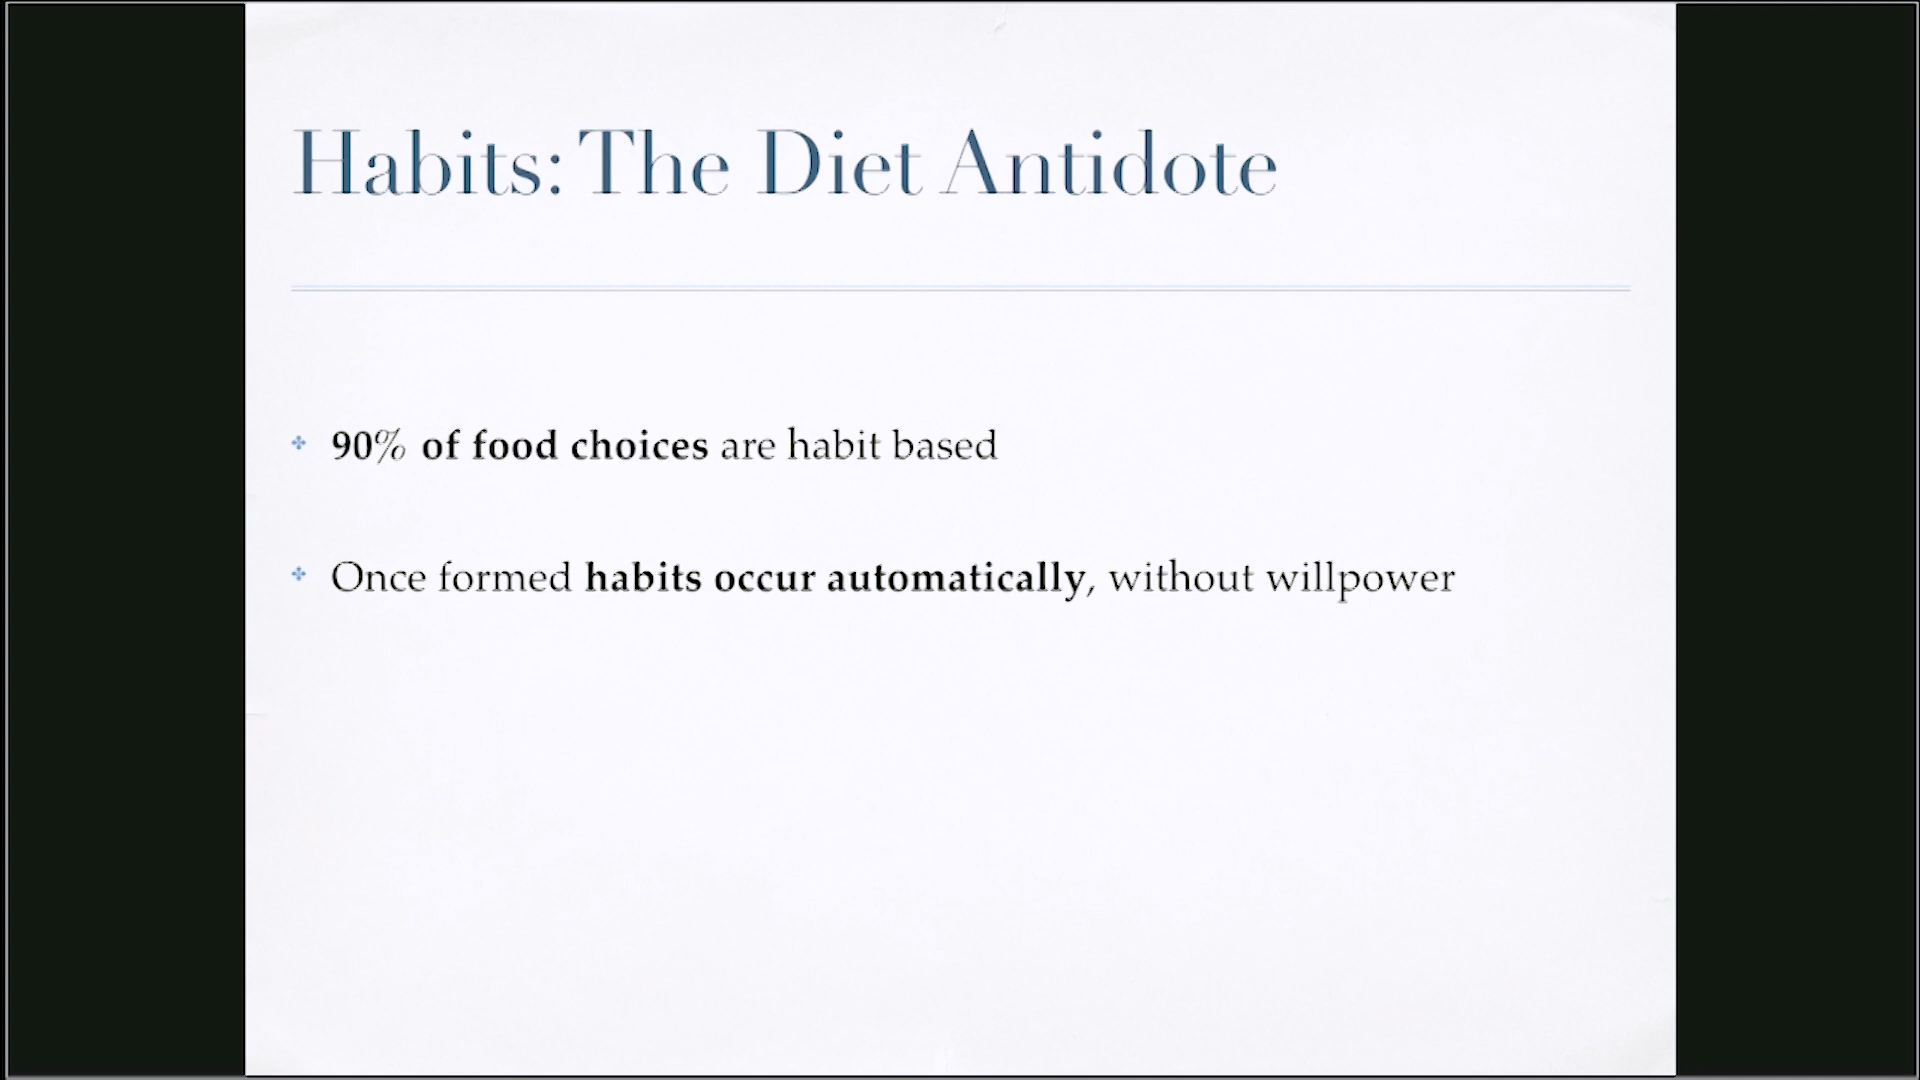 Habits: The Diet Antidote
90% of food choices are habit based
Once formed habits occur automatically, without willpower